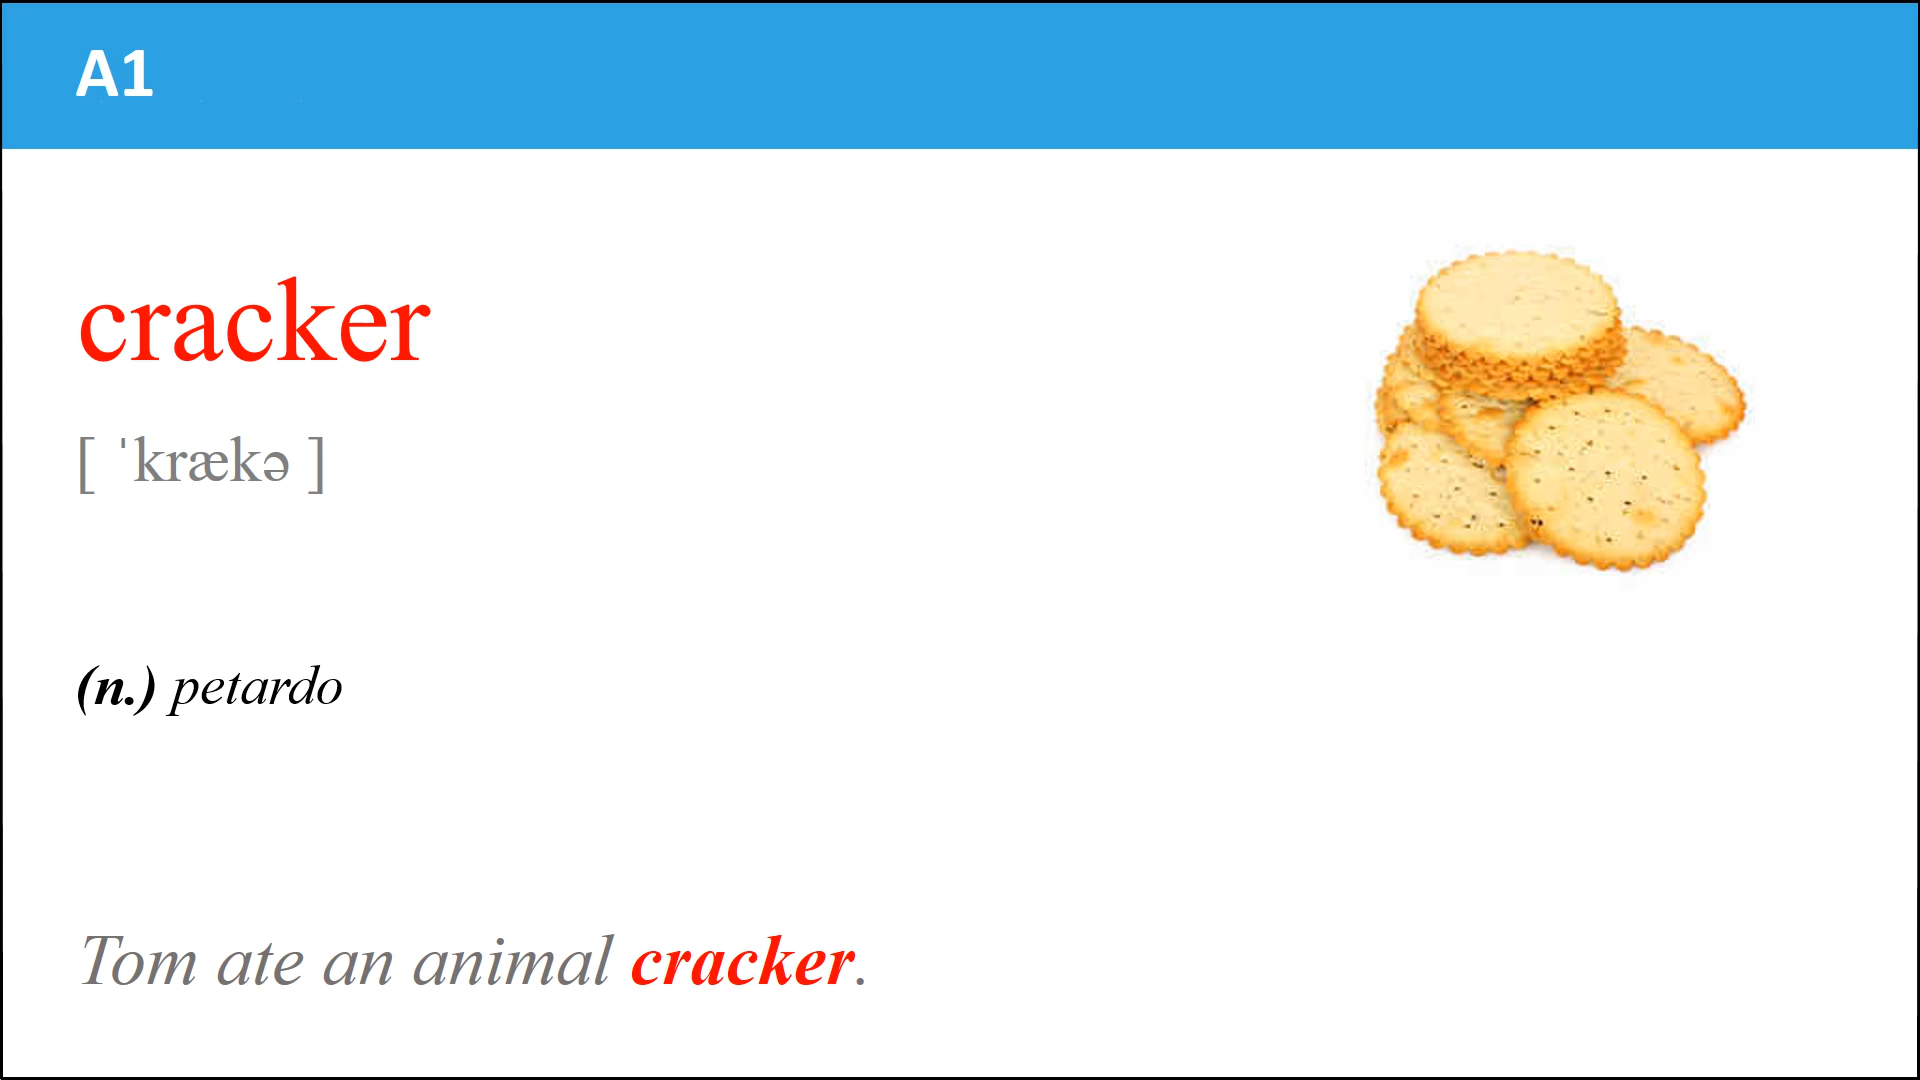 A1
cracker
[ ˈkrækə ]
(n.) petardo
Tom ate an animal cracker.